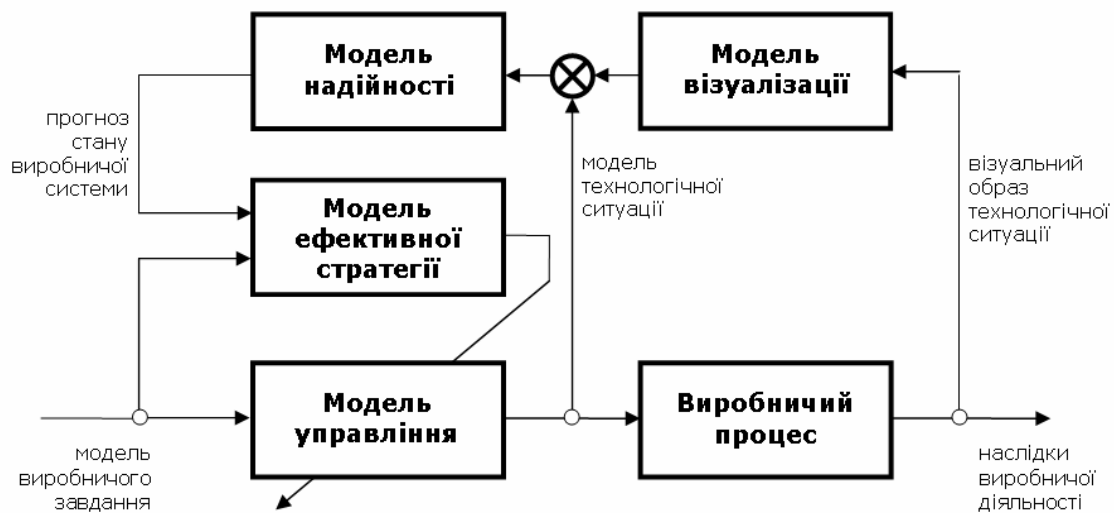 Модель
надійності
Модель
візуалізації
прогноз
стану
виробничої
системи
модель
технологічної
ситуації
візуальний
образ
технологічної
ситуації
Модель
ефективної
стратегії
Модель
управління
Виробничий
процес
модель
виробничого
завдання
наслідки
виробничої
діяльності